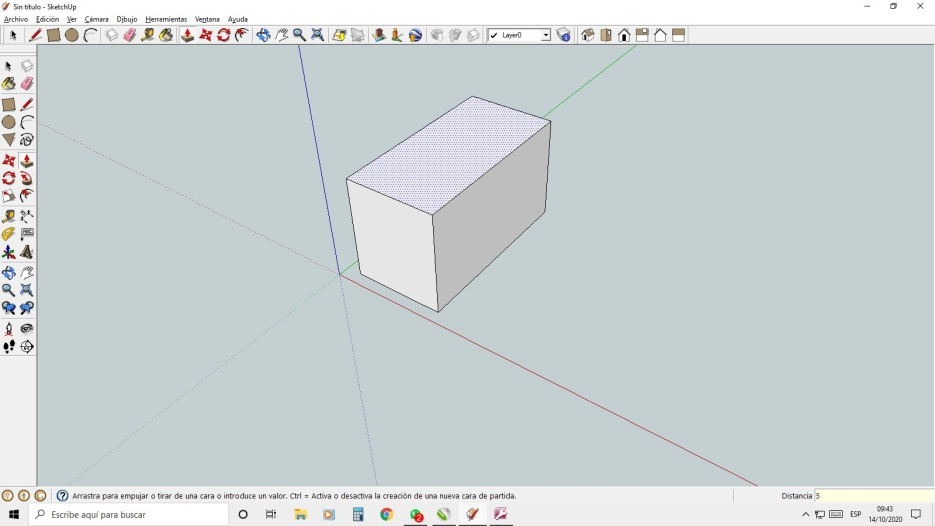 Sin título - SketchUp
Archivo Edición Ver Cámara Dibujo Herramientas Ventana Ayuda
Layer0
Arrastra para empujar o tirar de una cara o introduce un valor. Ctrl = Activa o desactiva la creación de una nueva cara de partida.
Distancia 5
Escribe aquí para buscar
2
ESP
09:43
14/10/2020